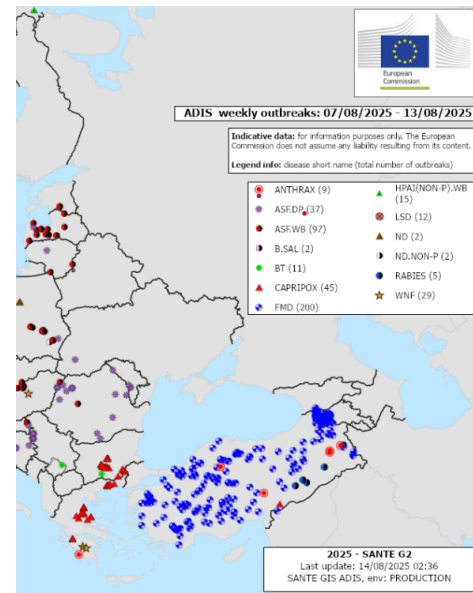 European
Commission
ADIS weekly outbreaks: 07/08/2025 - 13/08/2025
Indicative data: for information purposes only. The European
Commission does not assume any liability resulting from its content.
Legend info: disease short name (total number of outbreaks)
ANTHRAX (9)
ASF.DP (37)
ASF.WB (97)
B.SAL (2)
BT (11)
CAPRIPOX (45)
FMD (200)
HPAI(NON-P).WB
(15)
LSD (12)
ND (2)
ND.NON-P (2)
RABIES (5)
WNF (29)
2025 - SANTE G2
Last update: 14/08/2025 02:36
SANTE GIS ADIS, env: PRODUCTION